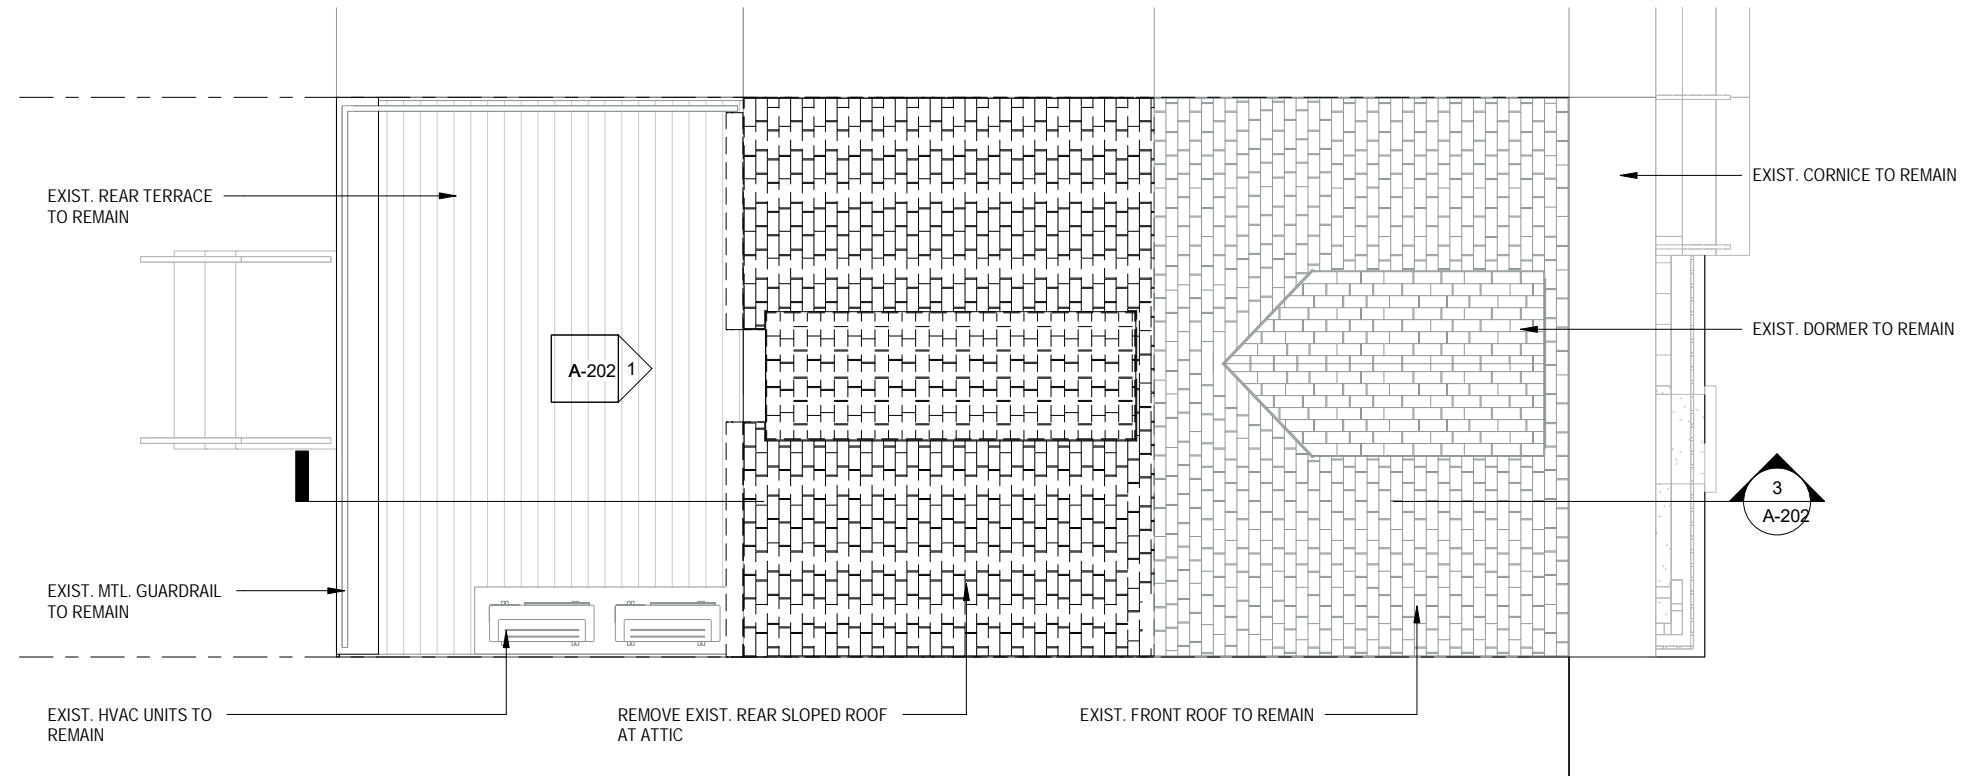 EXIST. CORNICE TO REMAIN
EXIST. REAR TERRACE
TO REMAIN
EXIST. DORMER TO REMAIN
A-202
1
3
A-202
EXIST. MTL. GUARDRAIL
TO REMAIN
EXIST. HVAC UNITS TO
REMAIN
REMOVE EXIST. REAR SLOPED ROOF
AT ATTIC
EXIST. FRONT ROOF TO REMAIN